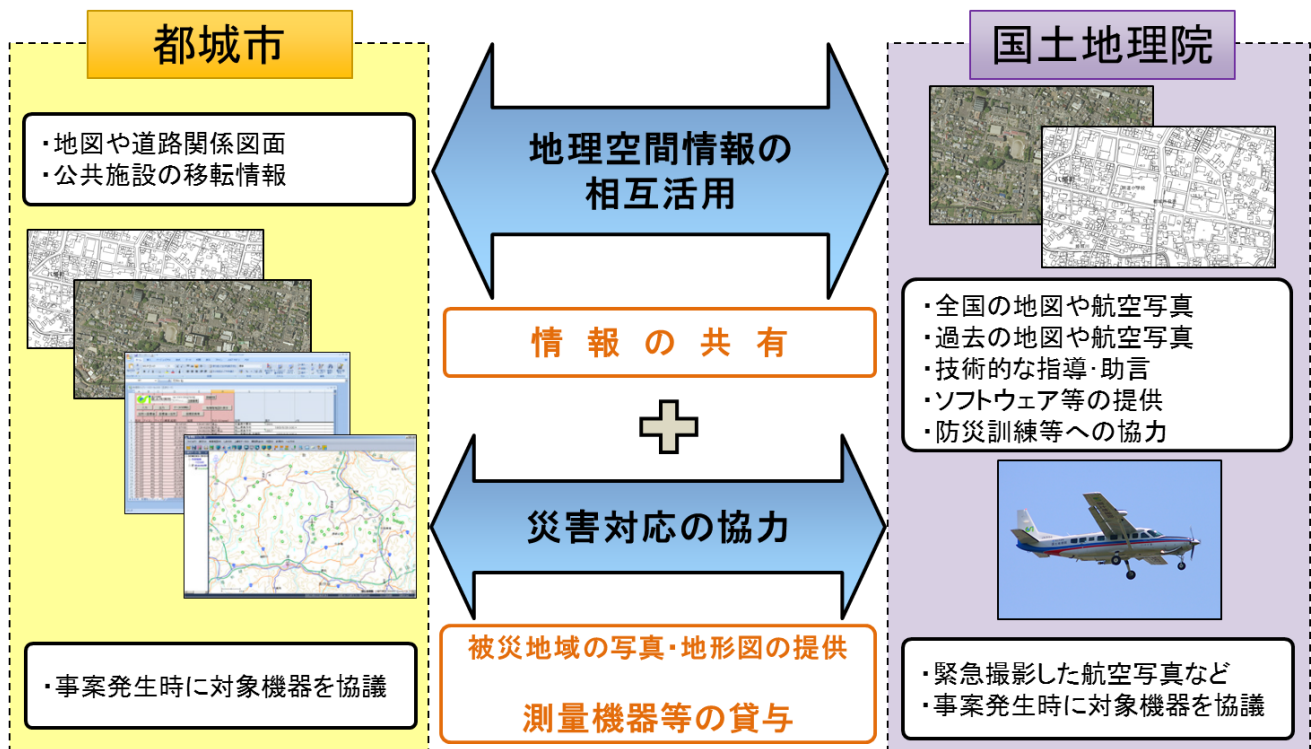 都城市
・地図や道路関係図面
・公共施設の移転情報
八幡町
・事案発生時に対象機器を協議
地理空間情報の
相互活用
情報の共有
災害対応の協力
被災地域の写真・地形図の提供
測量機器等の貸与
国土地理院
八幡町
・全国の地図や航空写真
・過去の地図や航空写真
・技術的な指導・助言
・ソフトウェア等の提供
・防災訓練等への協力
・緊急撮影した航空写真など
・事案発生時に対象機器を協議